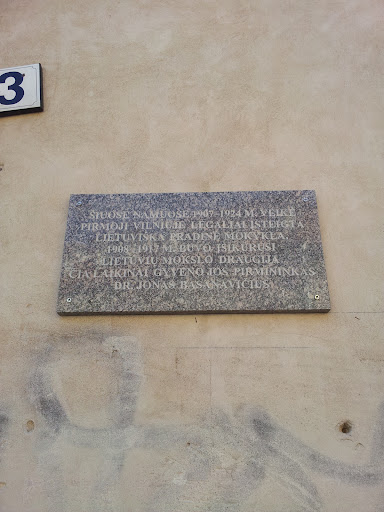 3
ŠIUOSE NAMUOSE 1907-1924 M. VEIKĖ
PIRMOJI VILNIUJE LEGALIAI ĮSTEIGTA
LIETUVIŠKA PRADINĖ MOKYKLA.
1908-1917 M. BUVO ĮSIKŪRUSI
LIETUVIŲ MOKSLO DRAUGIJA
ČIA LAIKINAI GYVENO JOS PIRMININKAS
DR. JONAS BASANAVIČIUS.